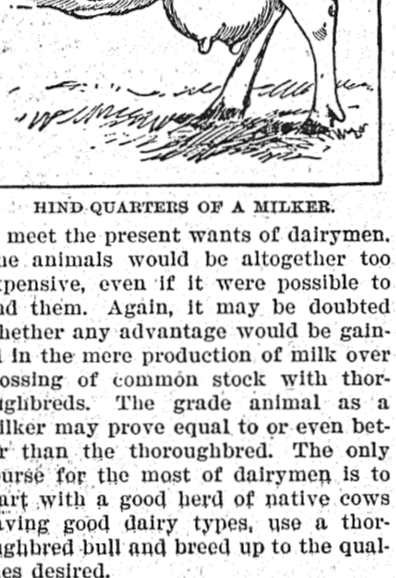 HIND QUARTERS OF A MILKER.
meet the present wants of dairymen.
animals would be altogether too
pensive, even if it were possible to
them. Again, it may be doubted
hether any advantage would be gain-
in the mere production of milk over
ossing of common stock with thor-
ughbreds. The grade animal as a
ilker may prove equal to or even bet-
r than the thoroughbred. The only
urse for the most of dairymen is to
art with a good herd of native cows
aving good dairy types, use a thor-
ughbred bull and breed up to the qual-
es desired.